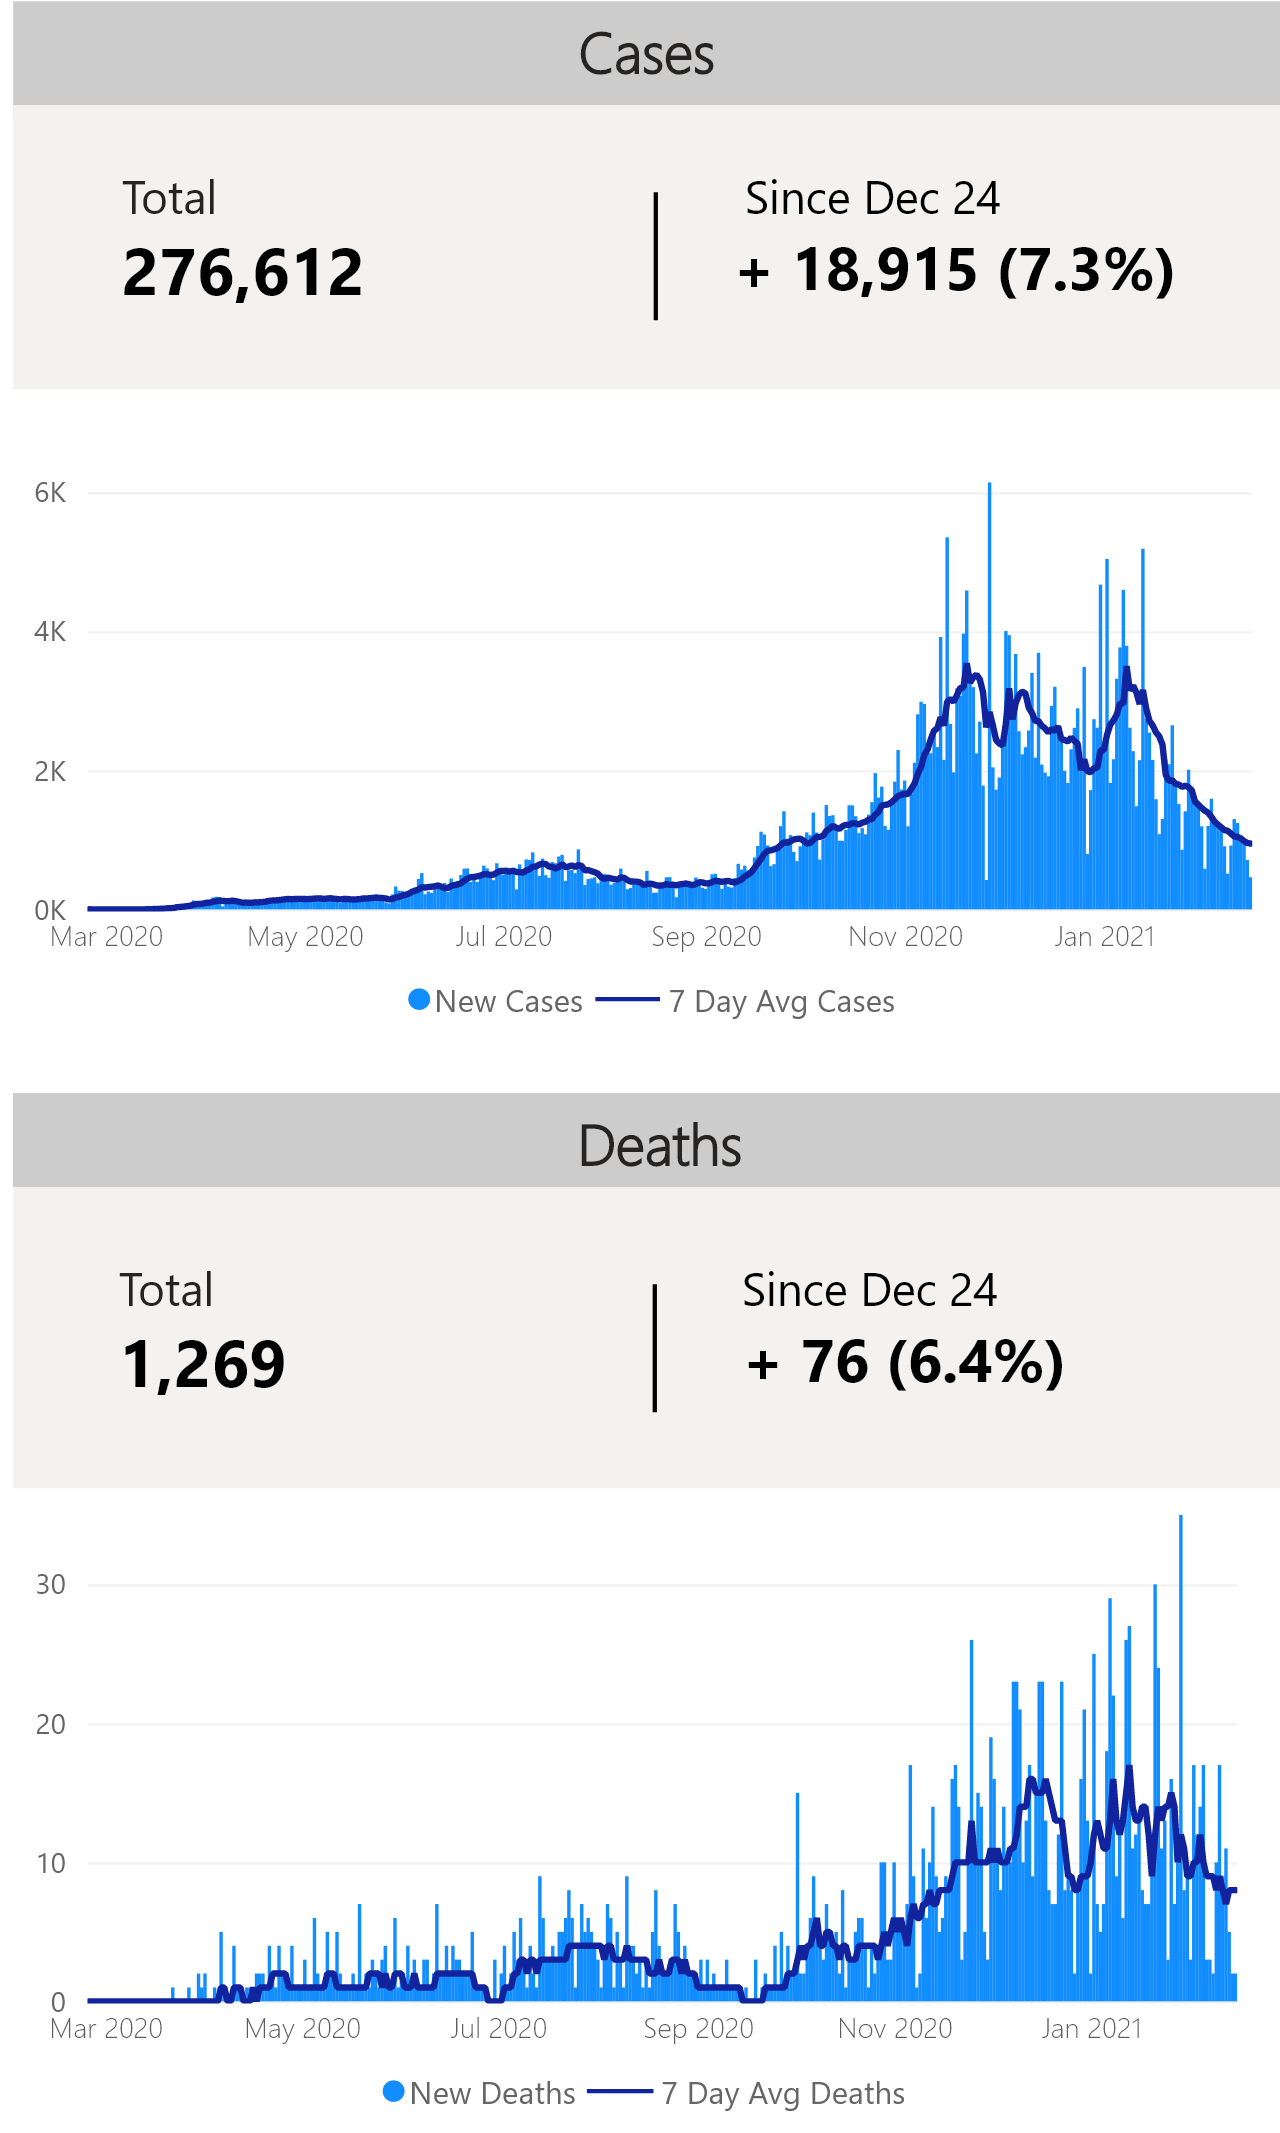 Cases
Total Since Dec 24
276,612 + 18,915 (7.3%)
6K
4K
2K
0K
Mar 2020 May 2020 Jul 2020 Sep 2020 Nov 2020 Jan 2021
New Cases 7 Day Avg Cases
Deaths
Total Since Dec 24
1,269 + 76 (6.4%)
30
20
10
0
Mar 2020 May 2020 Jul 2020 Sep 2020 Nov 2020 Jan 2021
New Deaths 7 Day Avg Deaths